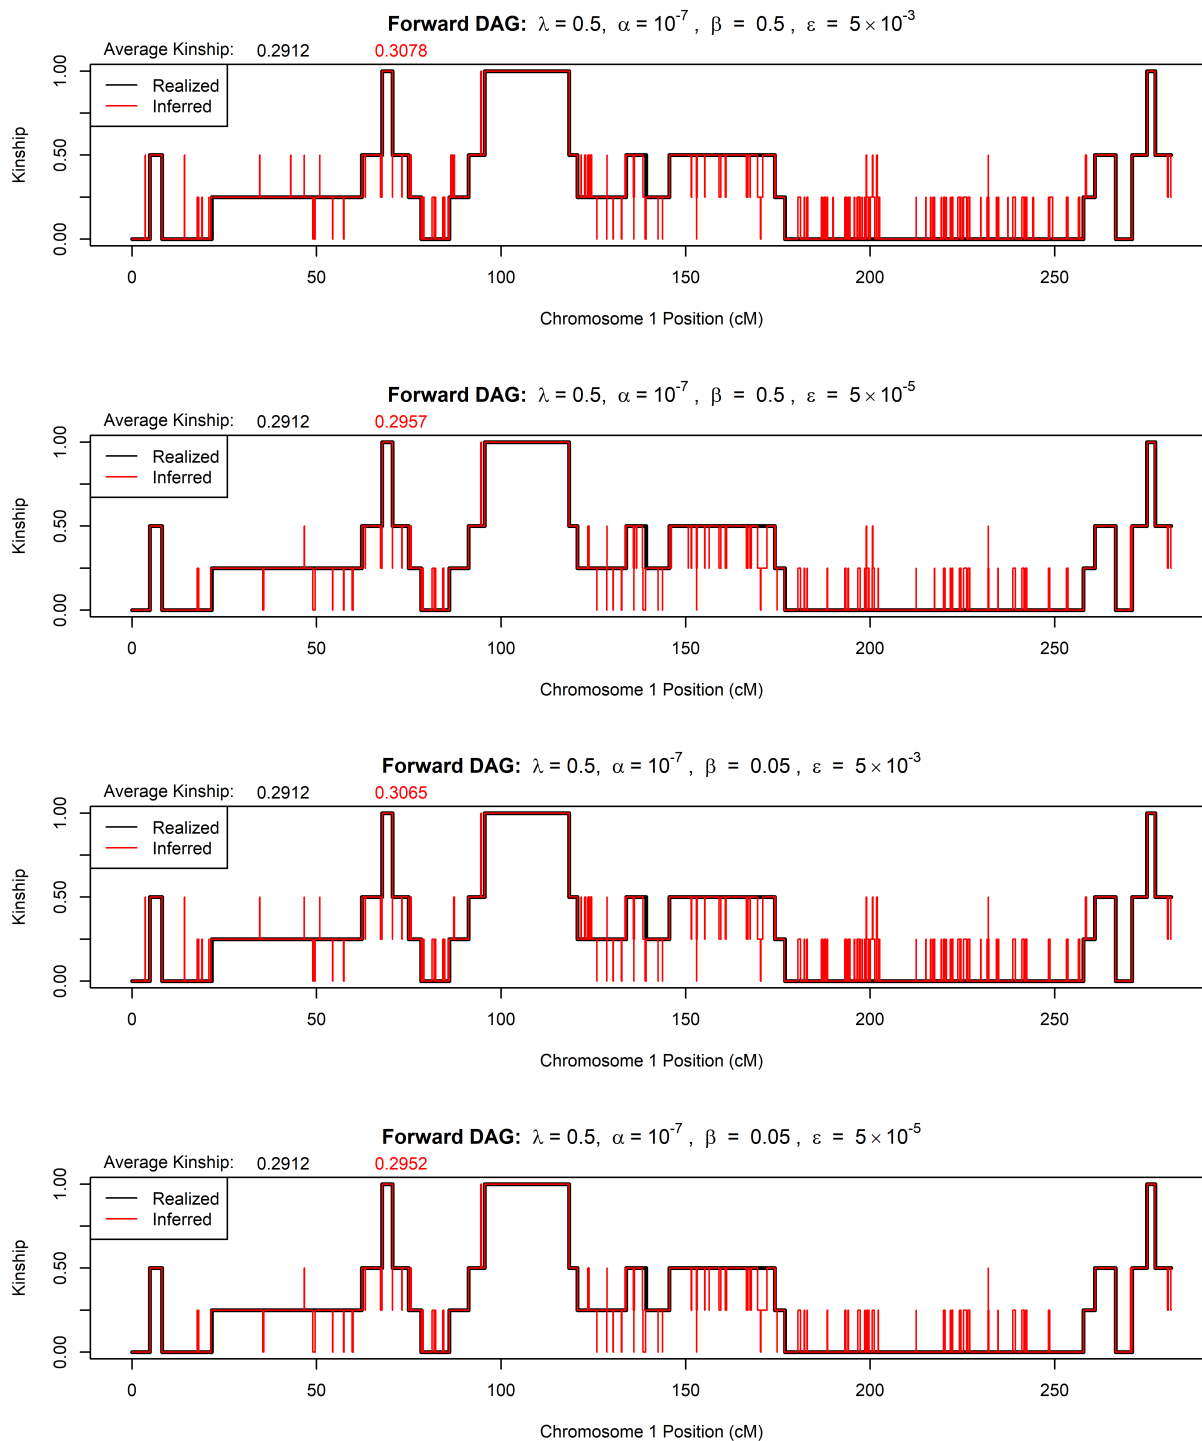 Forward DAG: λ = 0.5, α = 10⁻⁷ , β = 0.5 , ε = 5 × 10⁻³
Average Kinship: 0.2912 0.3078
Realized
Inferred
Kinship
1.00
0.50
0.00
0 50 100 150 200 250
Chromosome 1 Position (cM)
Forward DAG: λ = 0.5, α = 10⁻⁷ , β = 0.5 , ε = 5 × 10⁻⁵
Average Kinship: 0.2912 0.2957
Realized
Inferred
Kinship
1.00
0.50
0.00
0 50 100 150 200 250
Chromosome 1 Position (cM)
Forward DAG: λ = 0.5, α = 10⁻⁷ , β = 0.05 , ε = 5 × 10⁻³
Average Kinship: 0.2912 0.3065
Realized
Inferred
Kinship
1.00
0.50
0.00
0 50 100 150 200 250
Chromosome 1 Position (cM)
Forward DAG: λ = 0.5, α = 10⁻⁷ , β = 0.05 , ε = 5 × 10⁻⁵
Average Kinship: 0.2912 0.2952
Realized
Inferred
Kinship
1.00
0.50
0.00
0 50 100 150 200 250
Chromosome 1 Position (cM)